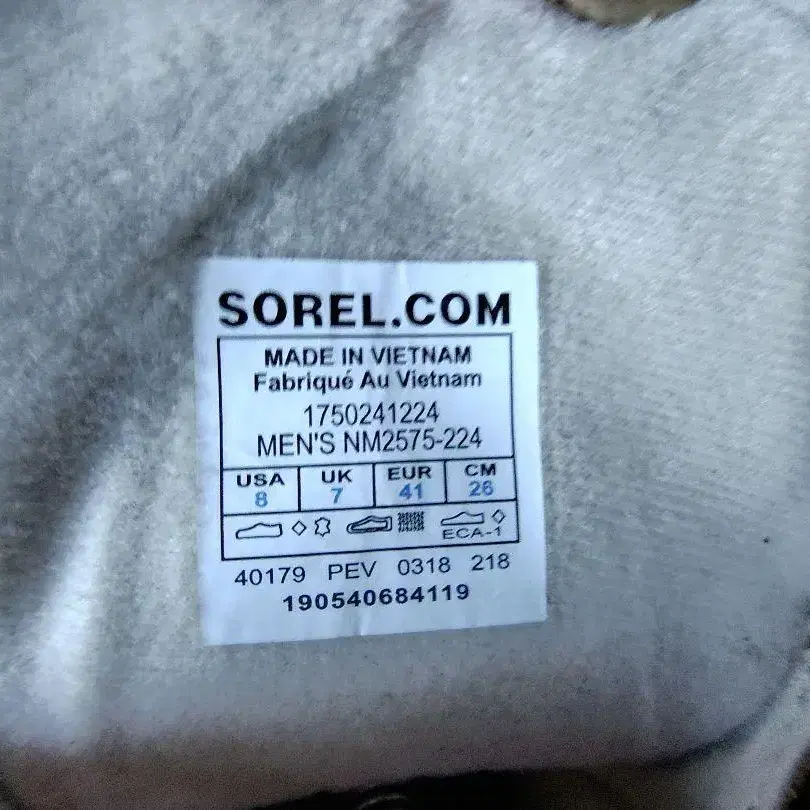 SOREL.COM
MADE IN VIETNAM
Fabriqué Au Vietnam
1750241224
MEN'S NM2575-224
USA UK EUR CM
8 7 41 26
ECA-1
40179 PEV 0318 218
190540684119